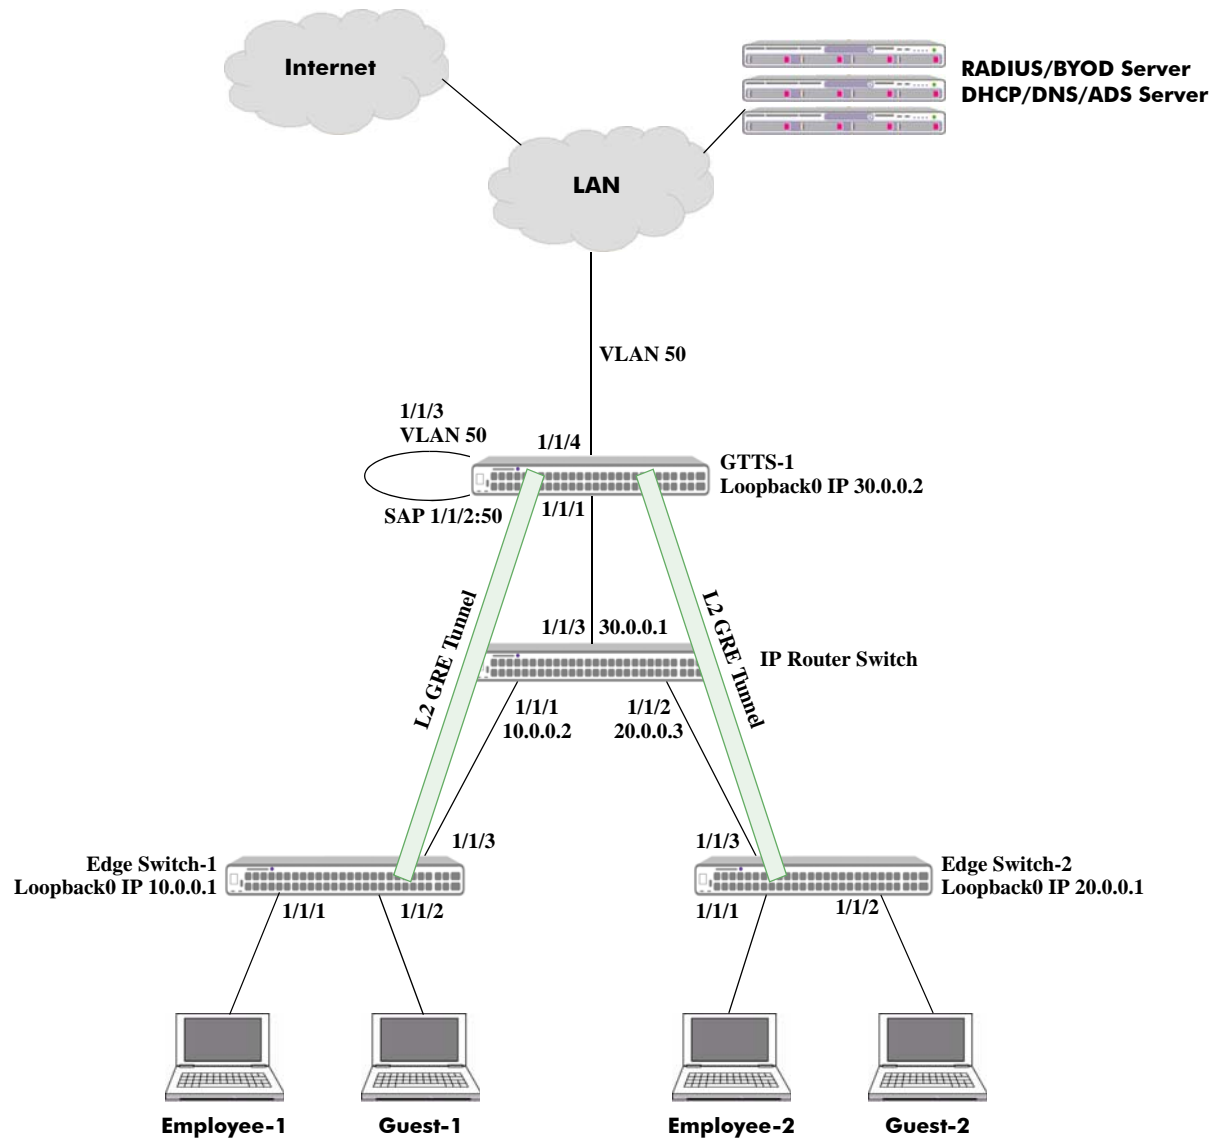 Internet
RADIUS/BYOD Server
DHCP/DNS/ADS Server
LAN
VLAN 50
1/1/3
VLAN 50
1/1/4
GTTS-1
Loopback0 IP 30.0.0.2
SAP 1/1/2:50
1/1/1
L2 GRE Tunnel
L2 GRE Tunnel
1/1/3
30.0.0.1
IP Router Switch
1/1/1
10.0.0.2
1/1/2
20.0.0.3
1/1/3
1/1/3
Edge Switch-1
Loopback0 IP 10.0.0.1
Edge Switch-2
Loopback0 IP 20.0.0.1
1/1/1
1/1/2
1/1/1
1/1/2
Employee-1
Guest-1
Employee-2
Guest-2